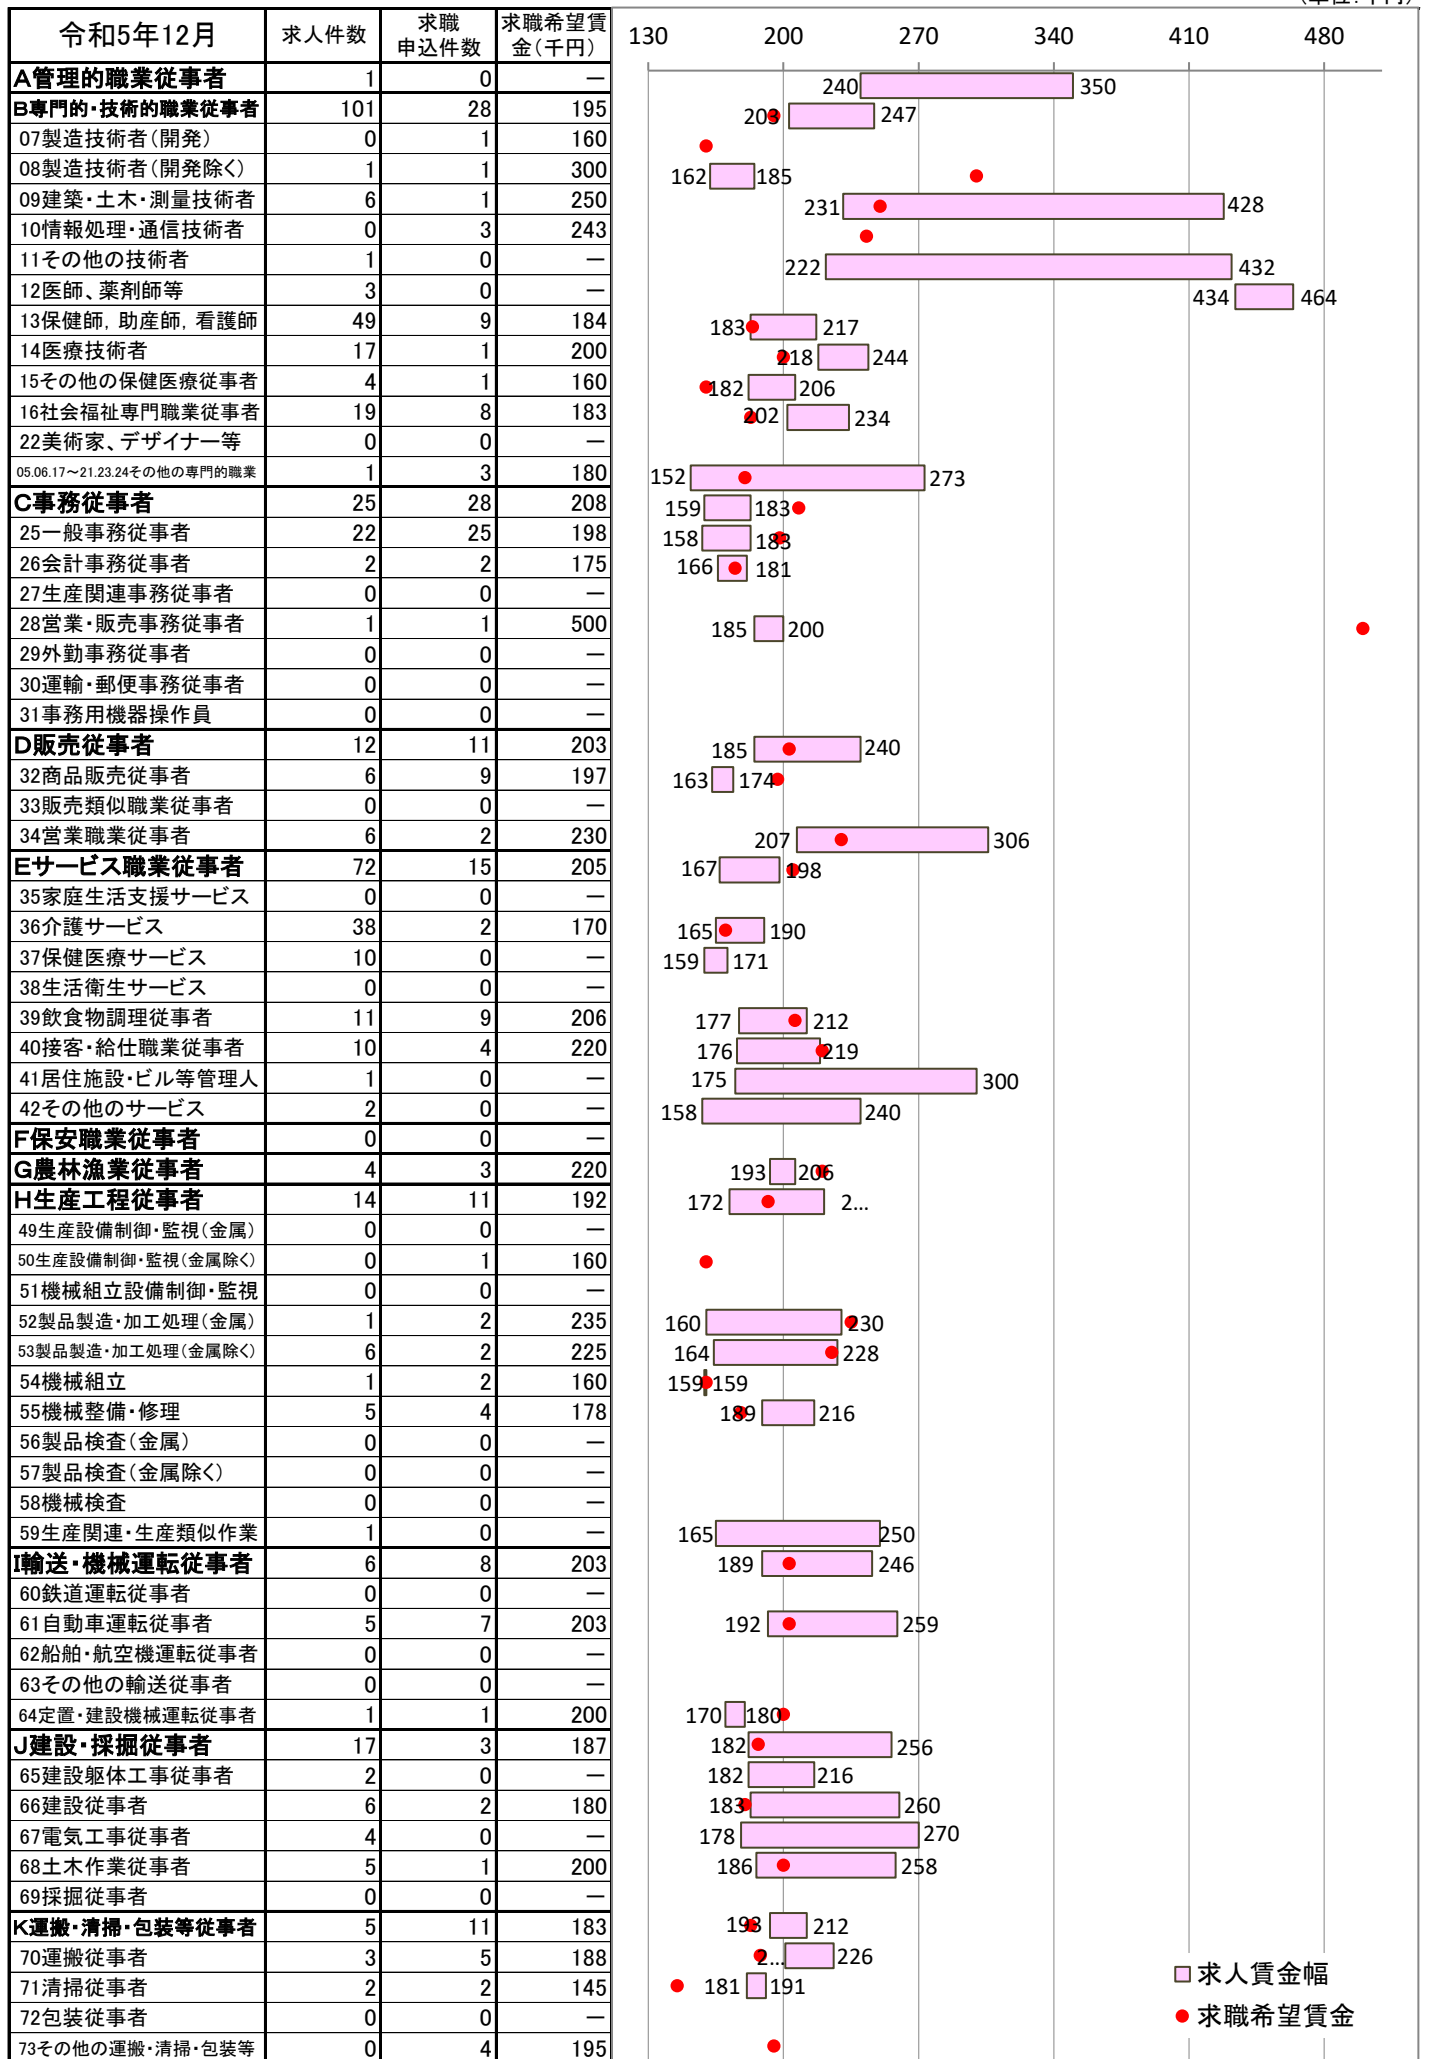 令和5年12月 求人件数 求職申込件数 求職希望賃金(千円) 130 200 270 340 410 480
A管理的職業従事者 1 0 － 240 350
B専門的・技術的職業従事者 101 28 195 203 247
07製造技術者(開発) 0 1 160
08製造技術者(開発除く) 1 1 300 162 185
09建築・土木・測量技術者 6 1 250 231 428
10情報処理・通信技術者 0 3 243
11その他の技術者 1 0 － 222 432
12医師、薬剤師等 3 0 － 434 464
13保健師，助産師，看護師 49 9 184 183 217
14医療技術者 17 1 200 218 244
15その他の保健医療従事者 4 1 160 182 206
16社会福祉専門職業従事者 19 8 183 202 234
22美術家、デザイナー等 0 0 －
05.06.17～21.23.24その他の専門的職業 1 3 180 152 273
C事務従事者 25 28 208 159 183
25一般事務従事者 22 25 198 158 183
26会計事務従事者 2 2 175 166 181
27生産関連事務従事者 0 0 －
28営業・販売事務従事者 1 1 500 185 200
29外勤事務従事者 0 0 －
30運輸・郵便事務従事者 0 0 －
31事務用機器操作員 0 0 －
D販売従事者 12 11 203 185 240
32商品販売従事者 6 9 197 163 174
33販売類似職業従事者 0 0 －
34営業職業従事者 6 2 230 207 306
Eサービス職業従事者 72 15 205 167 198
35家庭生活支援サービス 0 0 －
36介護サービス 38 2 170 165 190
37保健医療サービス 10 0 － 159 171
38生活衛生サービス 0 0 －
39飲食物調理従事者 11 9 206 177 212
40接客・給仕職業従事者 10 4 220 176 219
41居住施設・ビル等管理人 1 0 － 175 300
42その他のサービス 2 0 － 158 240
F保安職業従事者 0 0 －
G農林漁業従事者 4 3 220 193 206
H生産工程従事者 14 11 192 172 2...
49生産設備制御・監視(金属) 0 0 －
50生産設備制御・監視(金属除く) 0 1 160
51機械組立設備制御・監視 0 0 －
52製品製造・加工処理(金属) 1 2 235 160 230
53製品製造・加工処理(金属除く) 6 2 225 164 228
54機械組立 1 2 160 159 159
55機械整備・修理 5 4 178 189 216
56製品検査(金属) 0 0 －
57製品検査(金属除く) 0 0 －
58機械検査 0 0 －
59生産関連・生産類似作業 1 0 － 165 250
I輸送・機械運転従事者 6 8 203 189 246
60鉄道運転従事者 0 0 －
61自動車運転従事者 5 7 203 192 259
62船舶・航空機運転従事者 0 0 －
63その他の輸送従事者 0 0 －
64定置・建設機械運転従事者 1 1 200 170 180
J建設・採掘従事者 17 3 187 182 256
65建設躯体工事従事者 2 0 － 182 216
66建設従事者 6 2 180 183 260
67電気工事従事者 4 0 － 178 270
68土木作業従事者 5 1 200 186 258
69採掘従事者 0 0 －
K運搬・清掃・包装等従事者 5 11 183 193 212
70運搬従事者 3 5 188 2... 226
71清掃従事者 2 2 145 181 191
72包装従事者 0 0 －
73その他の運搬・清掃・包装等 0 4 195
求人賃金幅
求職希望賃金